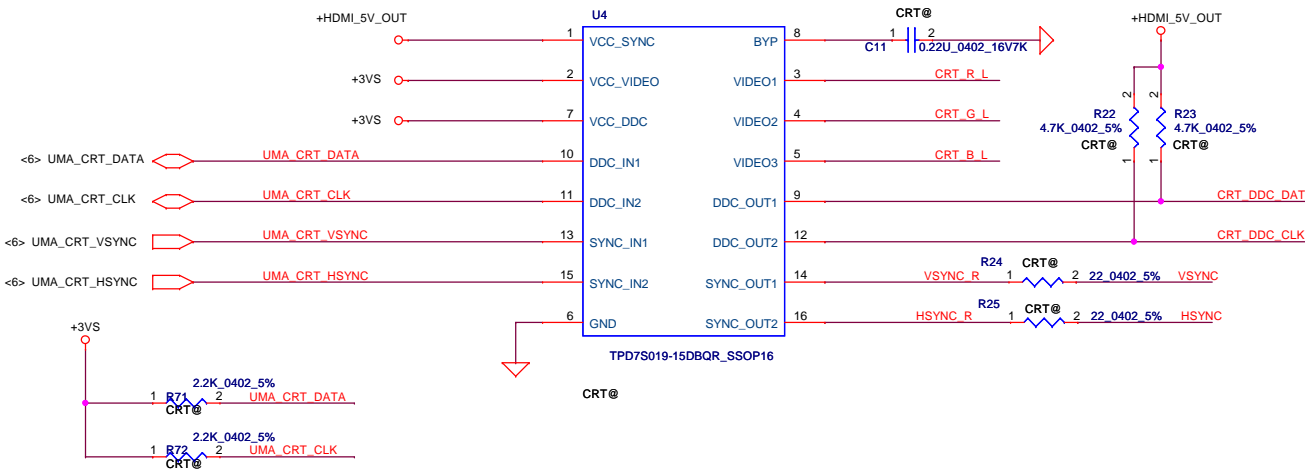 U4
CRT@
+HDMI_5V_OUT
+HDMI_5V_OUT
1 VCC_SYNC
BYP 8
C11
1 2
0.22U_0402_16V7K
+3VS
2 VCC_VIDEO
VIDEO1 3
CRT_R_L
+3VS
7 VCC_DDC
VIDEO2 4
CRT_G_L
2 2
R22
4.7K_0402_5%
CRT@
R23
4.7K_0402_5%
CRT@
1 1
<6> UMA_CRT_DATA
UMA_CRT_DATA
10 DDC_IN1
VIDEO3 5
CRT_B_L
<6> UMA_CRT_CLK
UMA_CRT_CLK
11 DDC_IN2
DDC_OUT1 9
CRT_DDC_DAT
<6> UMA_CRT_VSYNC
UMA_CRT_VSYNC
13 SYNC_IN1
DDC_OUT2 12
CRT_DDC_CLK
<6> UMA_CRT_HSYNC
UMA_CRT_HSYNC
15 SYNC_IN2
SYNC_OUT1 14
VSYNC_R
R24
CRT@
1 2
22_0402_5%
VSYNC
6 GND
SYNC_OUT2 16
HSYNC_R
R25
CRT@
1 2
22_0402_5%
HSYNC
TPD7S019-15DBQR_SSOP16
CRT@
+3VS
2.2K_0402_5%
1 R71 2
UMA_CRT_DATA
CRT@
2.2K_0402_5%
1 R72 2
UMA_CRT_CLK
CRT@